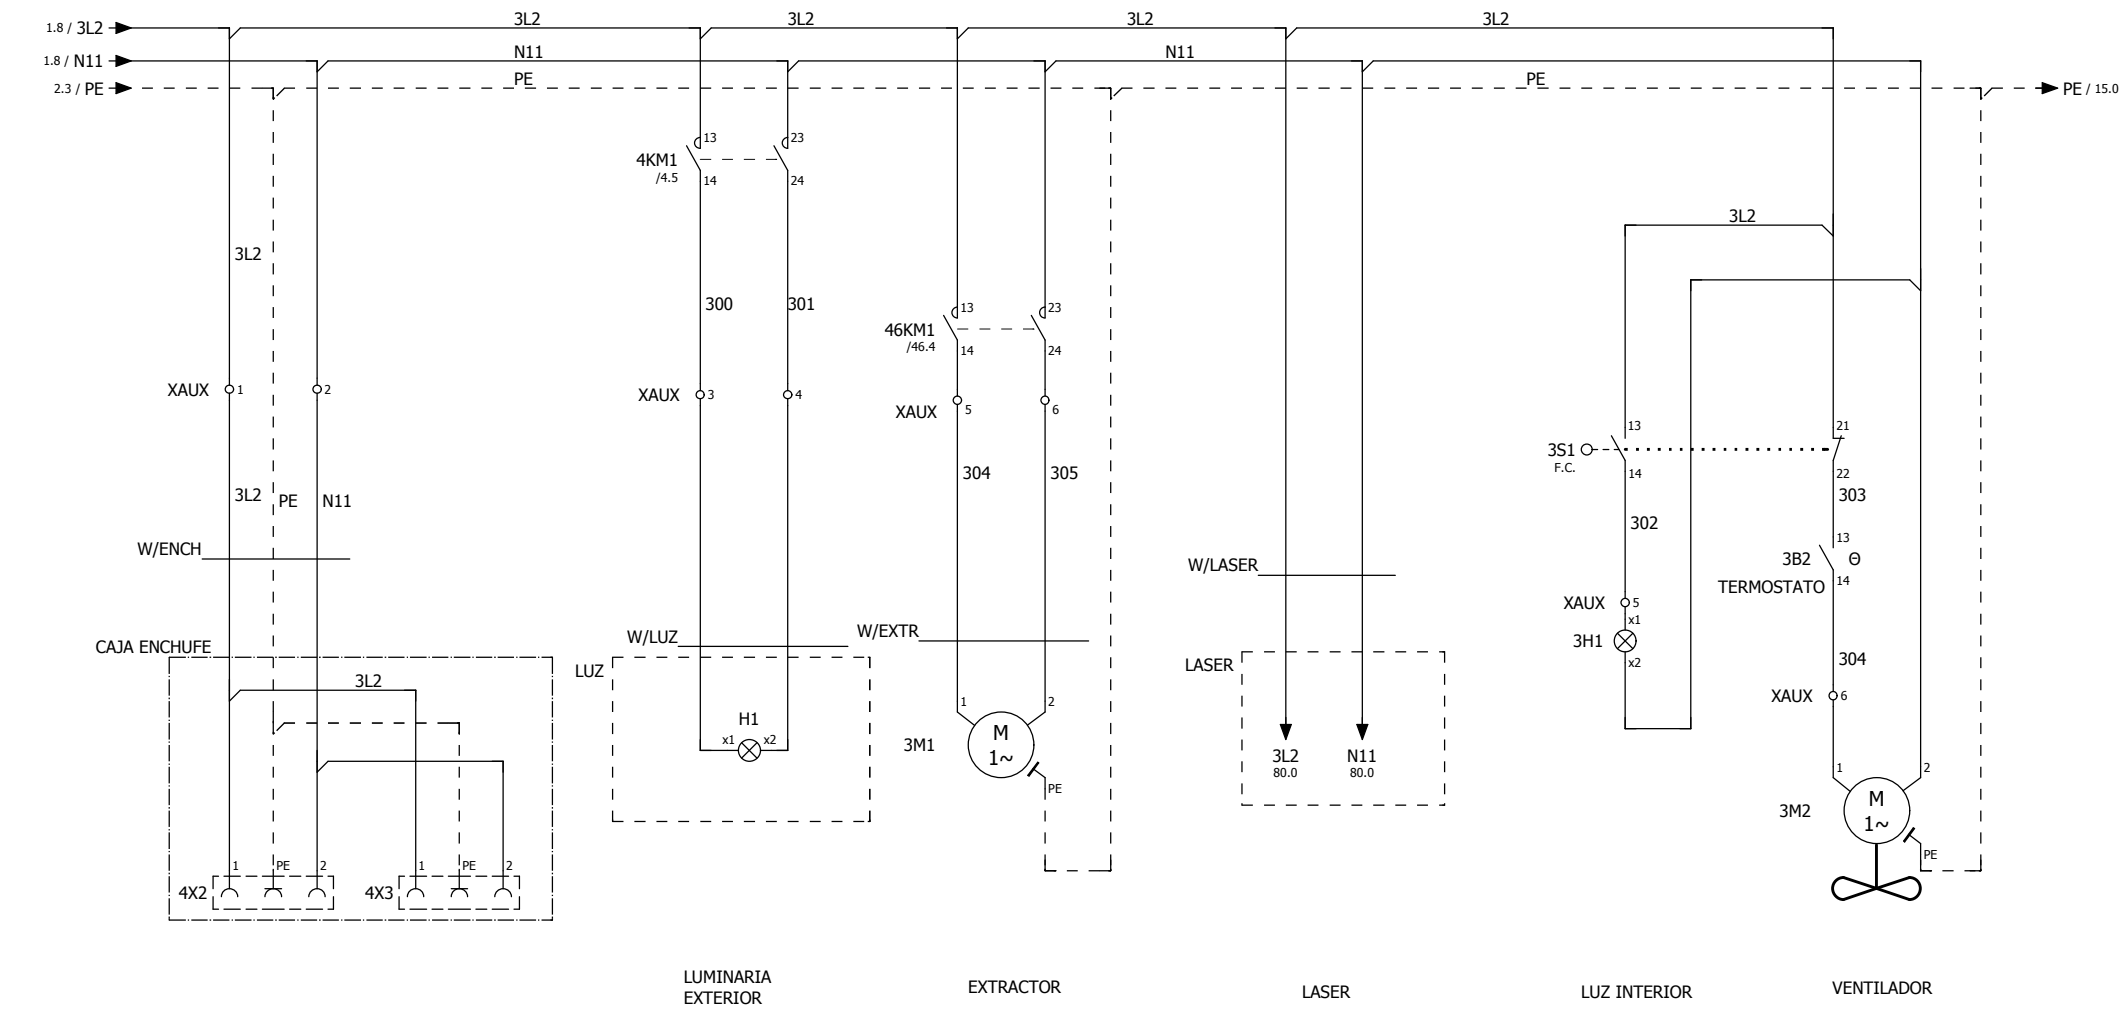 1.8 / 3L2
3L2
3L2
3L2
3L2
1.8 / N11
N11
N11
2.3 / PE
PE
PE
PE / 15.0
13
23
4KM1
/4.5
14
24
3L2
3L2
300
301
13
23
46KM1
/46.4
14
24
XAUX
1
2
XAUX
3
4
XAUX
5
6
13
21
3S1
F.C.
14
22
304
305
3L2
PE
N11
303
302
W/ENCH
13
3B2
Θ
TERMOSTATO
14
W/LASER
XAUX
5
x1
3H1
x2
W/LUZ
W/EXTR
CAJA ENCHUFE
LUZ
LASER
304
3L2
XAUX
6
H1
x1
x2
1
2
M
1~
3M1
PE
3L2
80.0
N11
80.0
1
2
M
1~
3M2
PE
1
PE
2
4X2
1
PE
2
4X3
LUMINARIA
EXTERIOR
EXTRACTOR
LASER
LUZ INTERIOR
VENTILADOR